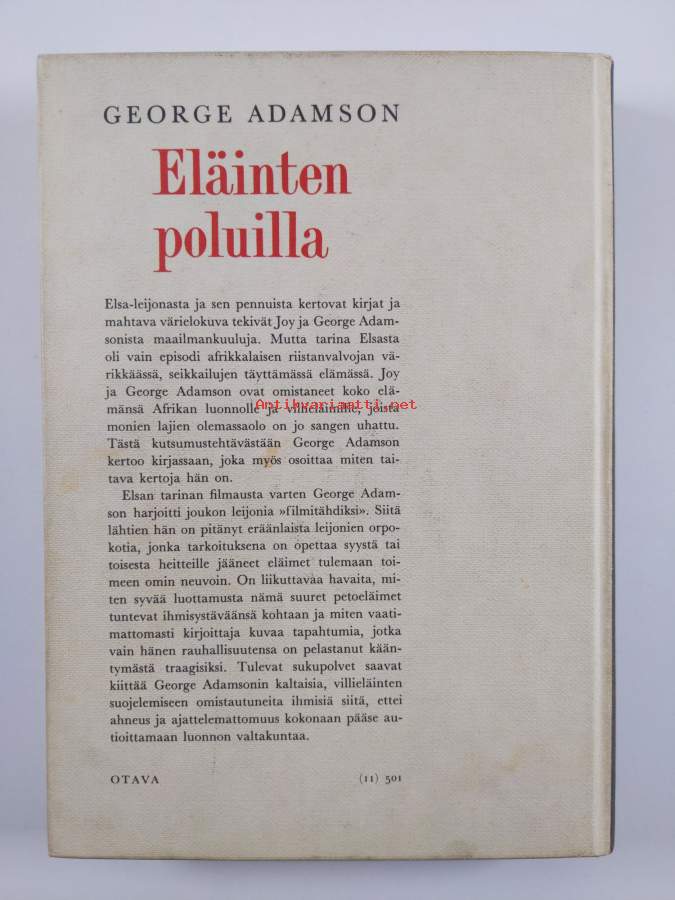 GEORGE ADAMSON
Eläinten
poluilla
Elsa-leijonasta ja sen pennuista kertovat kirjat ja
mahtava värielokuva tekivät Joy ja George Adam-
sonista maailmankuuluja. Mutta tarina Elsasta
oli vain episodi afrikkalaisen riistanvalvojan vä-
rikkäässä, seikkailujen täyttämässä elämässä. Joy
ja George Adamson ovat omistaneet koko elä-
mänsä Afrikan luonnolle ja villieläimille, joista
Antikvariaatti.net
monien lajien olemassaolo on jo sangen uhattu.
Tästä kutsumustehtävästään George Adamson
kertoo kirjassaan, joka myös osoittaa miten tai-
tava kertoja hän on.
Elsan tarinan filmausta varten George Adam-
son harjoitti joukon leijonia »filmitähdiksi». Siitä
lähtien hän on pitänyt eräänlaista leijonien orpo-
kotia, jonka tarkoituksena on opettaa syystä tai
toisesta heitteille jääneet eläimet tulemaan toi-
meen omin neuvoin. On liikuttavaa havaita, mi-
ten syvää luottamusta nämä suuret petoeläimet
tuntevat ihmisystäväänsä kohtaan ja miten vaati-
mattomasti kirjoittaja kuvaa tapahtumia, jotka
vain hänen rauhallisuutensa on pelastanut kään-
tymästä traagisiksi. Tulevat sukupolvet saavat
kiittää George Adamsonin kaltaisia, villieläinten
suojelemiseen omistautuneita ihmisiä siitä, ettei
ahneus ja ajattelemattomuus kokonaan pääse au-
tioittamaan luonnon valtakuntaa.
OTAVA (11) 501